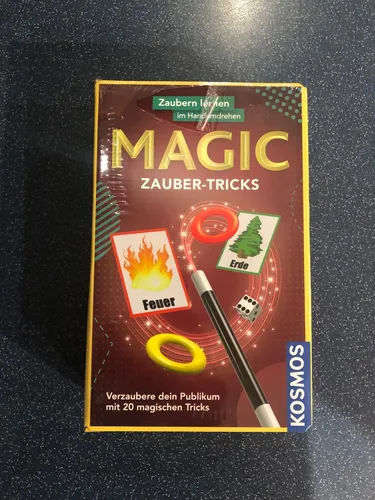 Zaubern lernen
im Handumdrehen
MAGIC
ZAUBER-TRICKS
Erde
Feuer
Verzaubere dein Publikum
mit 20 magischen Tricks
KOSMOS